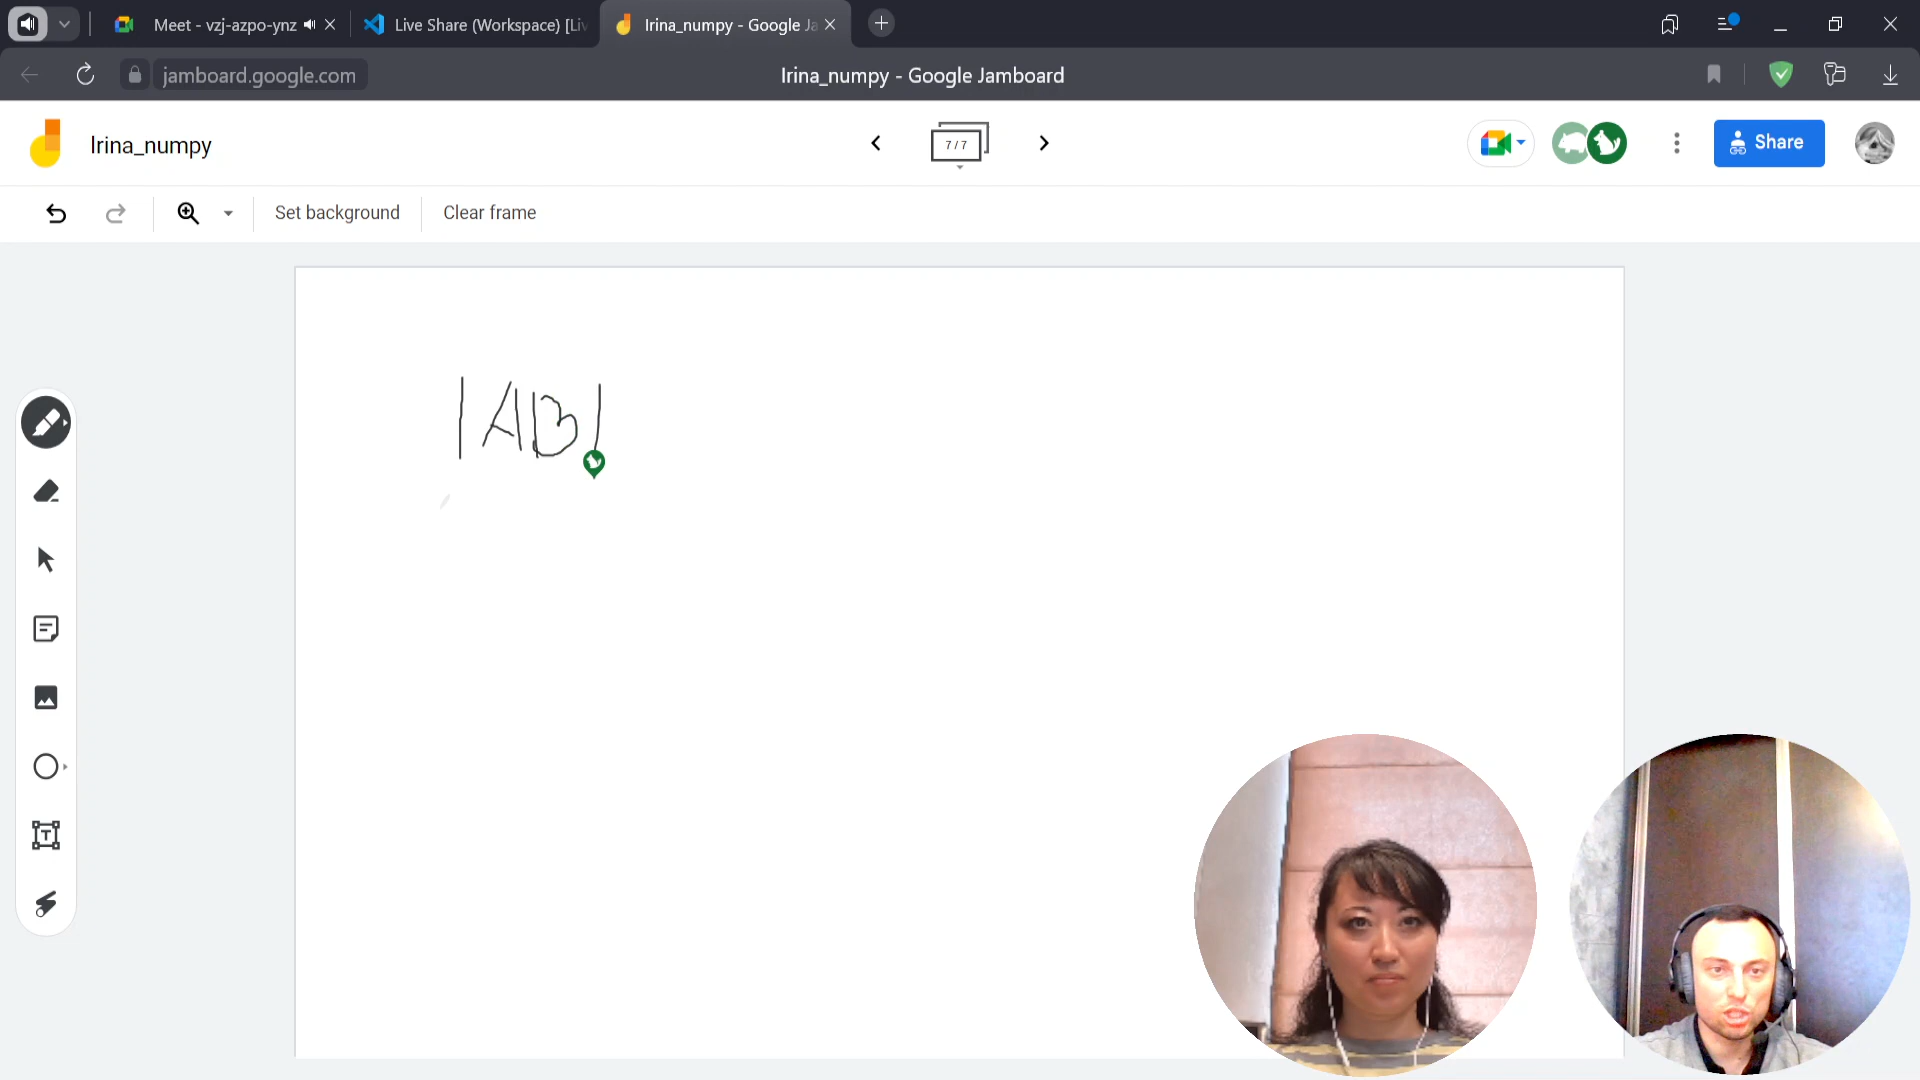 Meet - vzj-azpo-ynz
Live Share (Workspace) [Liv
Irina_numpy - Google Ja
jamboard.google.com
Irina_numpy - Google Jamboard
Irina_numpy
7 / 7
Share
Set background
Clear frame
|AB|
T